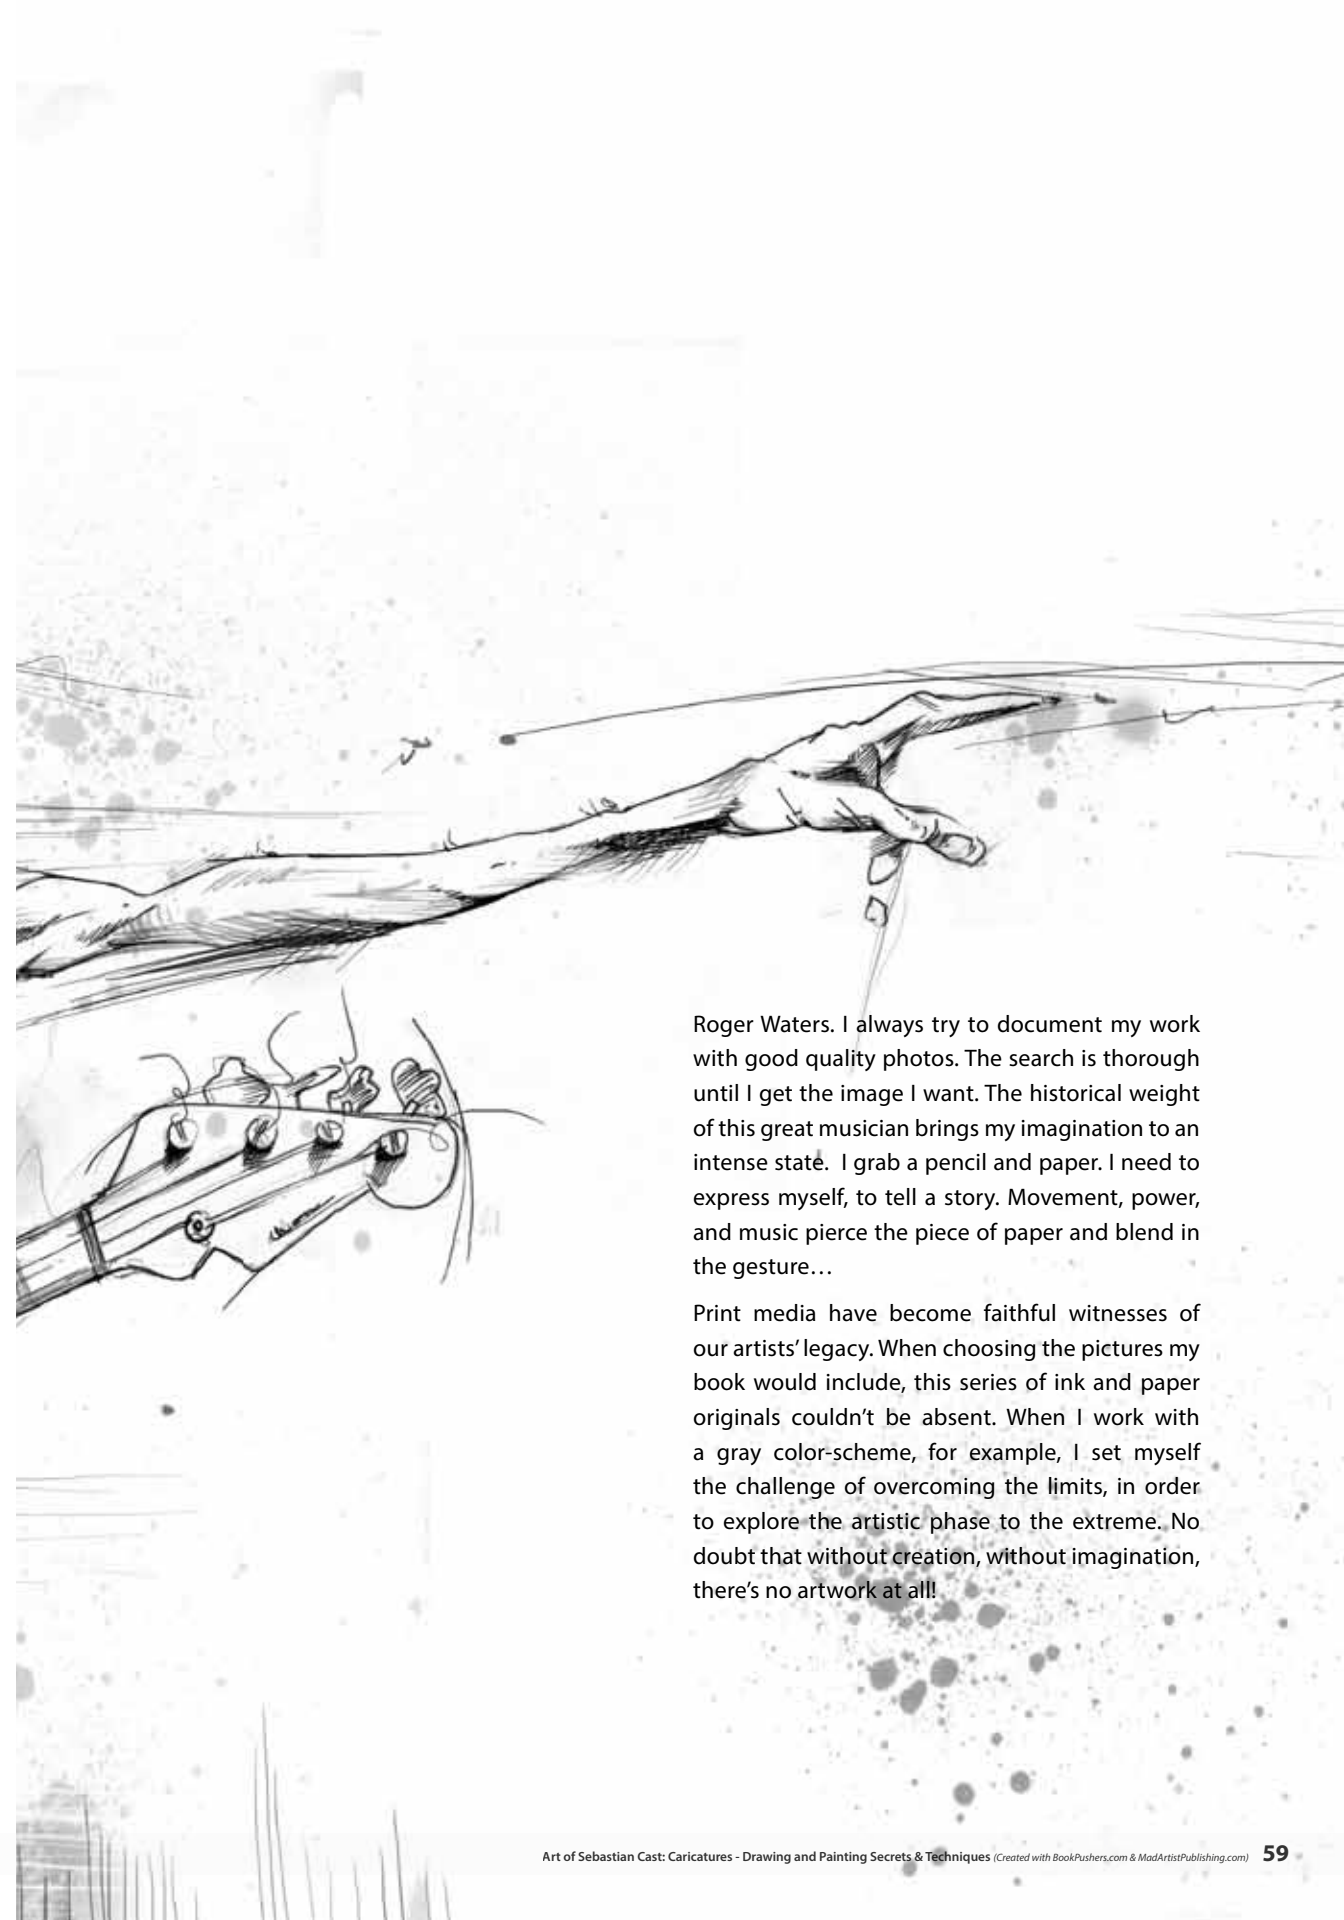 Roger Waters. I always try to document my work
with good quality photos. The search is thorough
until I get the image I want. The historical weight
of this great musician brings my imagination to an
intense state.  I grab a pencil and paper. I need to
express myself, to tell a story. Movement, power,
and music pierce the piece of paper and blend in
the gesture…
Print media have become faithful witnesses of
our artists’ legacy. When choosing the pictures my
book would include, this series of ink and paper
originals couldn’t be absent. When I work with
a gray color-scheme, for example, I set myself
the challenge of overcoming the limits, in order
to explore the artistic phase to the extreme. No
doubt that without creation, without imagination,
there’s no artwork at all!
Art of Sebastian Cast: Caricatures - Drawing and Painting Secrets & Techniques (Created with BookPushers.com & MadArtistPublishing.com) 59